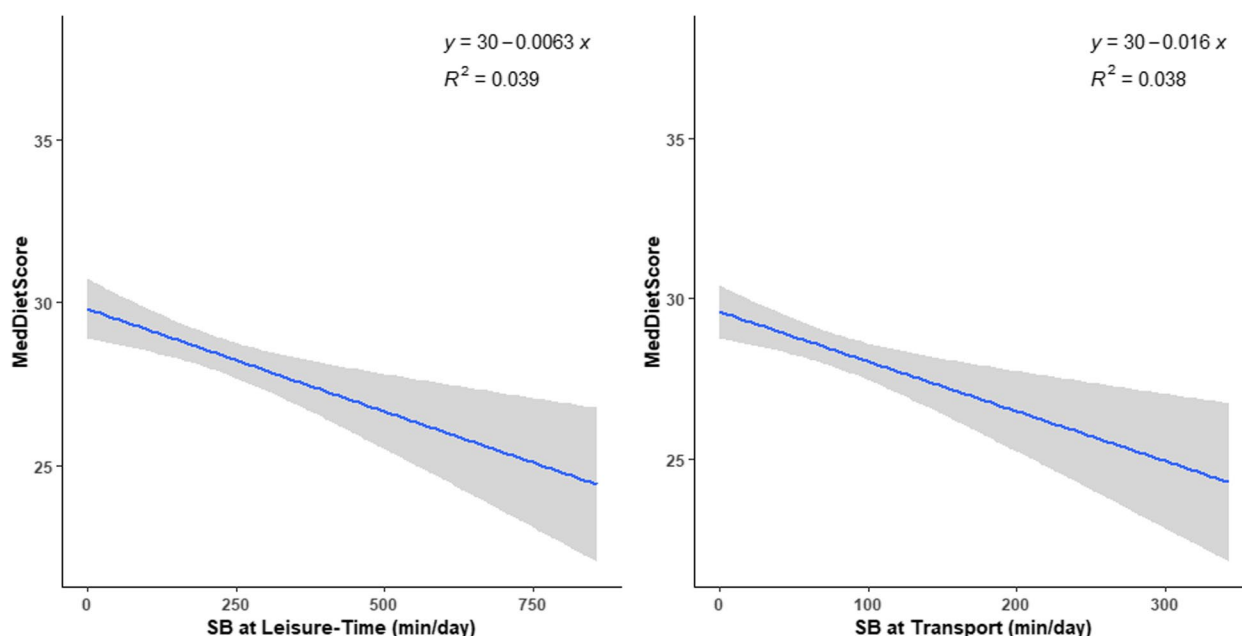 y = 30 – 0.0063 x
R² = 0.039
MedDietScore
35
30
25
0
250
500
750
SB at Leisure-Time (min/day)
y = 30 – 0.016 x
R² = 0.038
MedDietScore
35
30
25
0
100
200
300
SB at Transport (min/day)